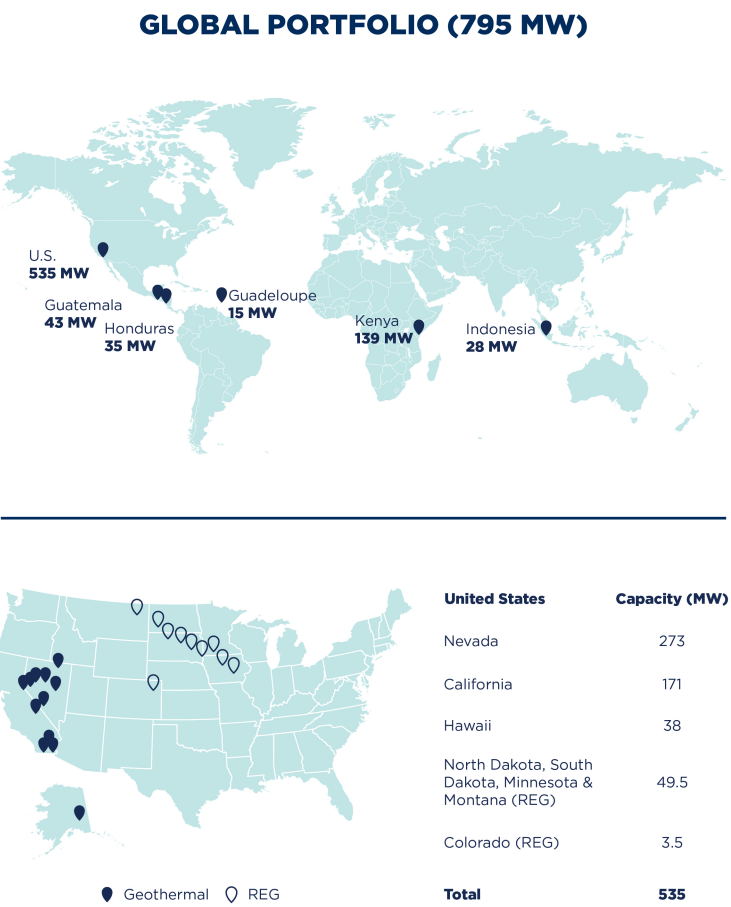 GLOBAL PORTFOLIO (795 MW)
U.S.
535 MW
Guatemala
43 MW
Honduras
35 MW
Guadeloupe
15 MW
Kenya
139 MW
Indonesia
28 MW
United States Capacity (MW)
Nevada 273
California 171
Hawaii 38
North Dakota, South
Dakota, Minnesota & 49.5
Montana (REG)
Colorado (REG) 3.5
Total 535
Geothermal REG